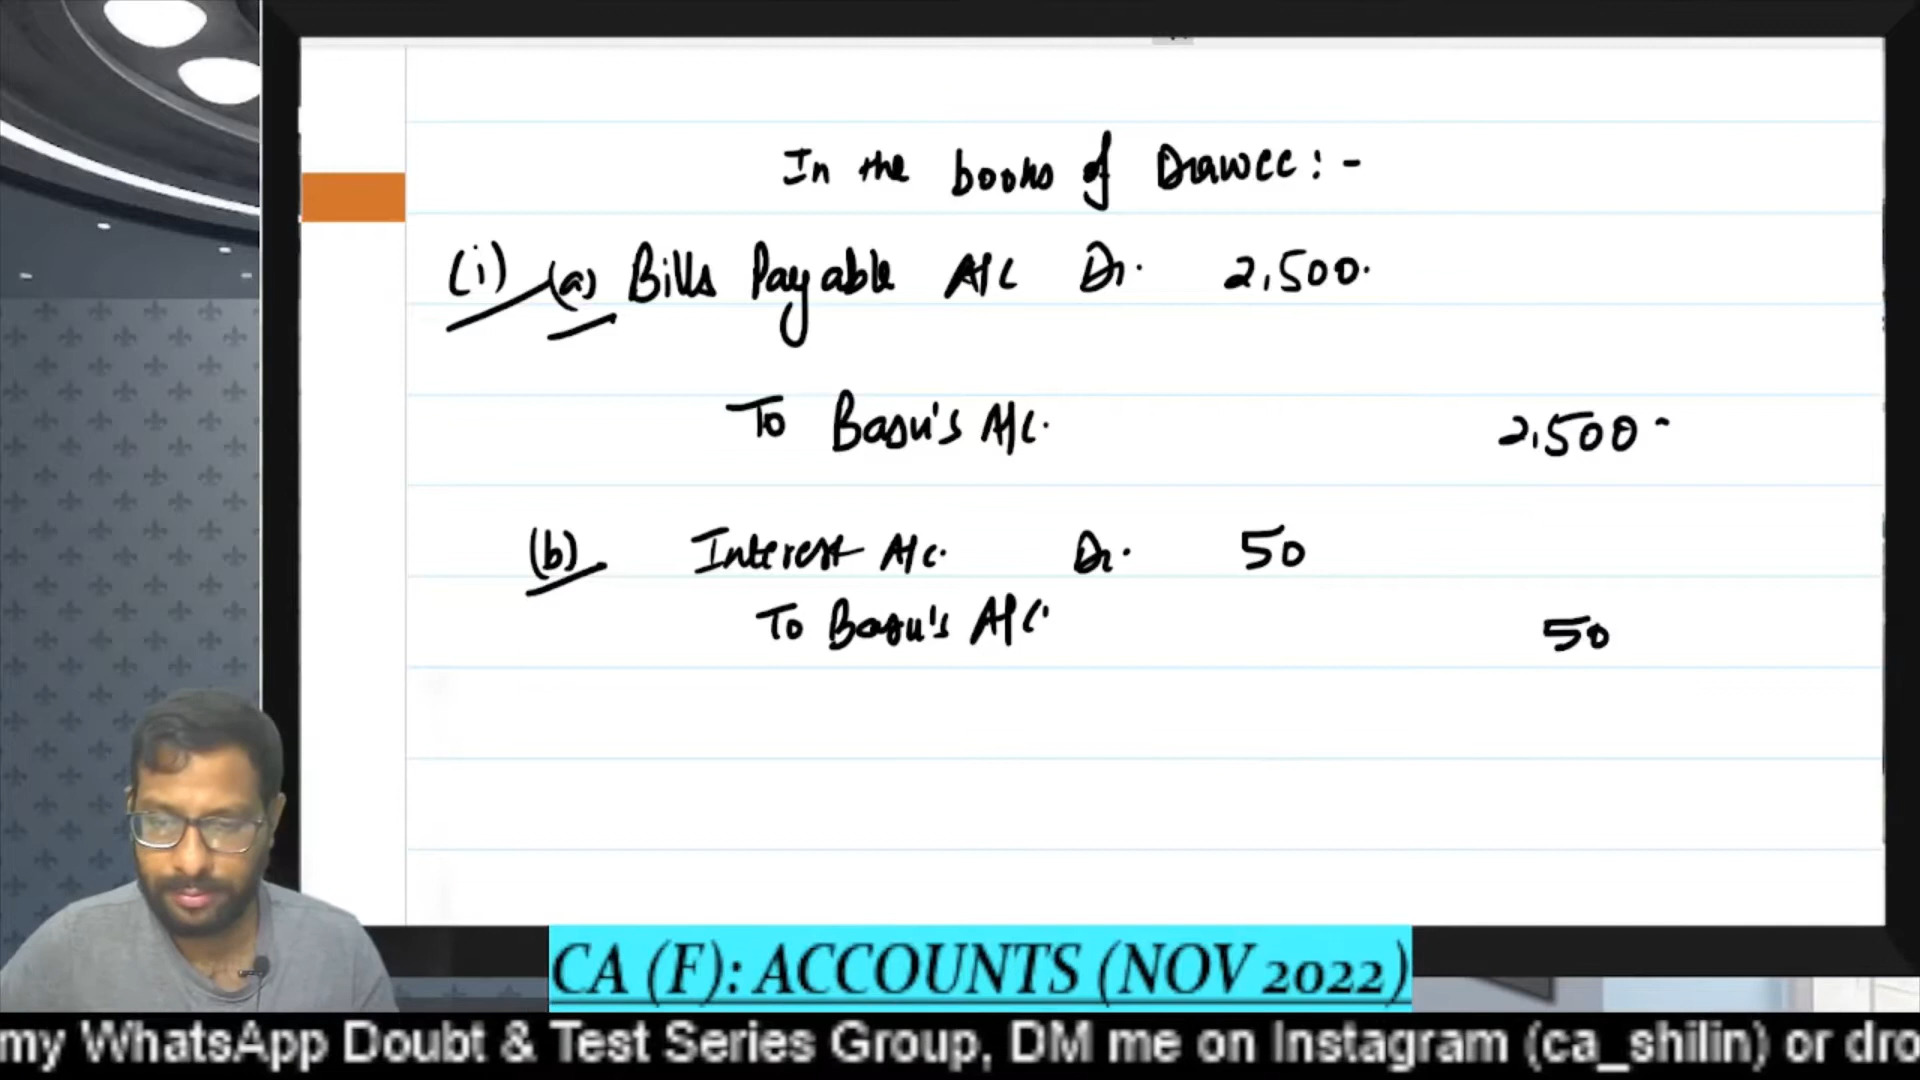 In the books of Drawee:-
(i) (a) Bills Payable A/c Dr. 2,500.
To Basu's A/c. 2,500-
(b) Interest A/c. Dr. 50
To Basu's A/c. 50
CA (F): ACCOUNTS (NOV 2022)
my WhatsApp Doubt & Test Series Group, DM me on Instagram (ca_shilin) or dro